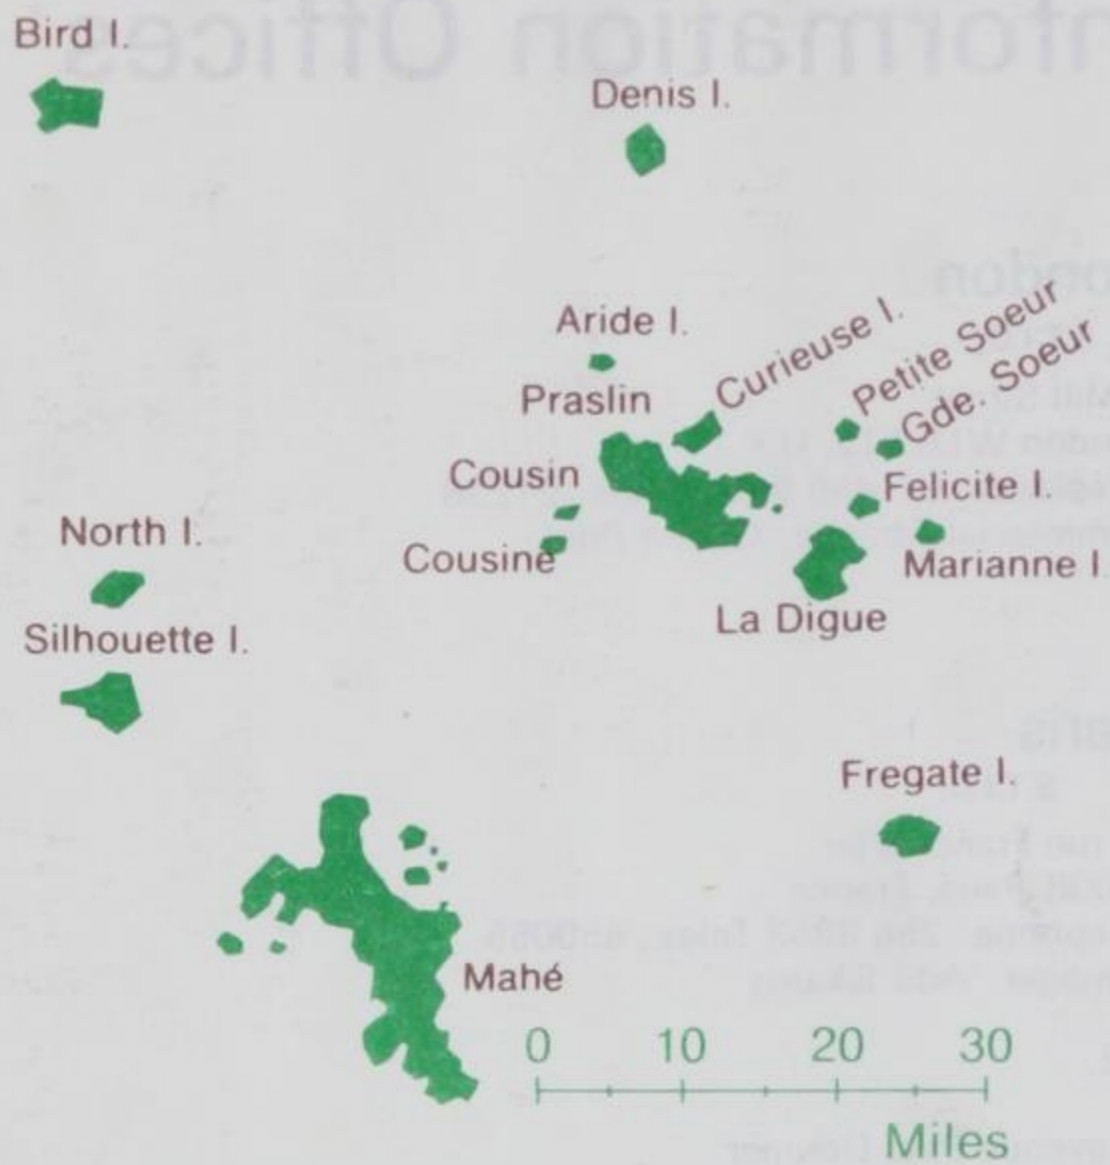 Bird I.
Denis I.
Aride I.
Curieuse I.
Petite Soeur
Gde. Soeur
Praslin
Cousin
Felicite I.
North I.
Cousine
Marianne I.
La Digue
Silhouette I.
Fregate I.
Mahé
0 10 20 30
Miles